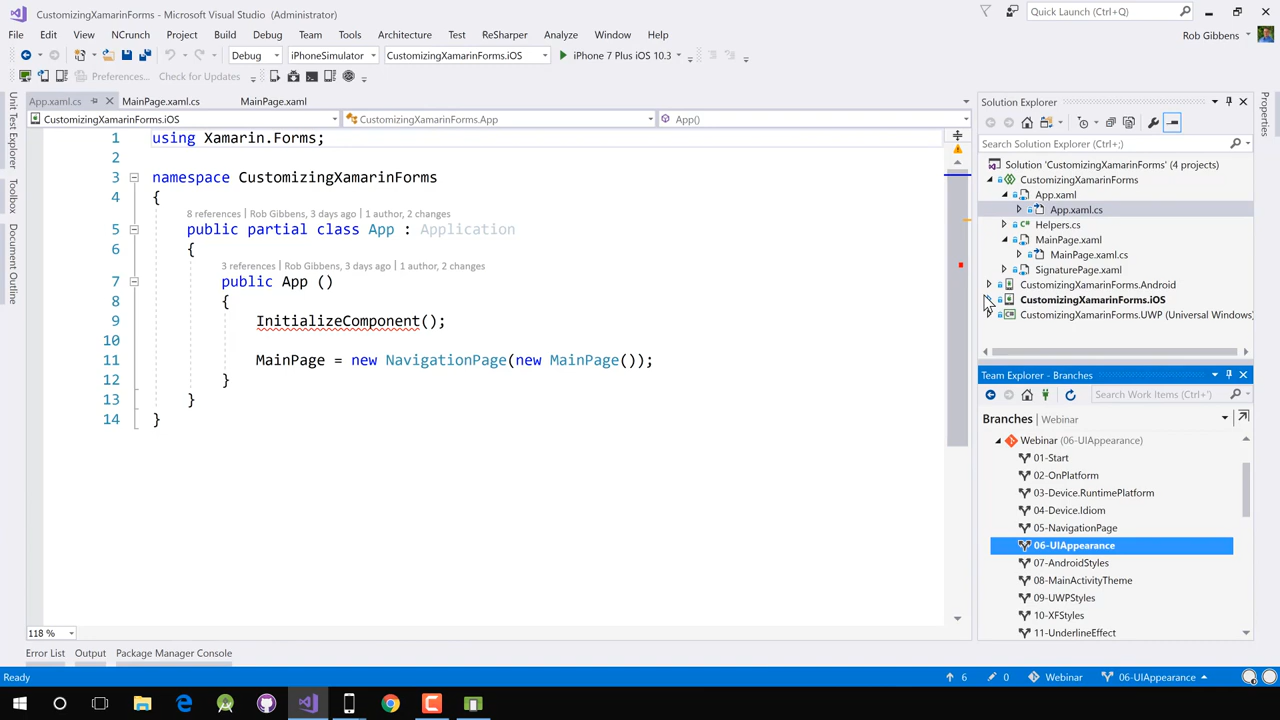 CustomizingXamarinForms - Microsoft Visual Studio (Administrator)
Quick Launch (Ctrl+Q)
File Edit View NCrunch Project Build Debug Team Tools Architecture Test ReSharper Analyze Window Help
Rob Gibbens
Debug iPhoneSimulator CustomizingXamarinForms.iOS iPhone 7 Plus iOS 10.3
Preferences... Check for Updates
App.xaml.cs MainPage.xaml.cs MainPage.xaml
CustomizingXamarinForms.iOS CustomizingXamarinForms.App App()
Unit Test Explorer
Toolbox
Document Outline
1 using Xamarin.Forms;
2
3 namespace CustomizingXamarinForms
4 {
8 references | Rob Gibbens, 3 days ago | 1 author, 2 changes
5 public partial class App : Application
6 {
3 references | Rob Gibbens, 3 days ago | 1 author, 2 changes
7 public App ()
8 {
9 InitializeComponent();
10
11 MainPage = new NavigationPage(new MainPage());
12 }
13 }
14 }
118 %
Solution Explorer
Search Solution Explorer (Ctrl+;)
Solution 'CustomizingXamarinForms' (4 projects)
CustomizingXamarinForms
App.xaml
App.xaml.cs
Helpers.cs
MainPage.xaml
MainPage.xaml.cs
SignaturePage.xaml
CustomizingXamarinForms.Android
CustomizingXamarinForms.iOS
CustomizingXamarinForms.UWP (Universal Windows)
Properties
Team Explorer - Branches
Search Work Items (Ctrl+')
Branches | Webinar
Webinar (06-UIAppearance)
01-Start
02-OnPlatform
03-Device.RuntimePlatform
04-Device.Idiom
05-NavigationPage
06-UIAppearance
07-AndroidStyles
08-MainActivityTheme
09-UWPStyles
10-XFStyles
11-UnderlineEffect
Error List Output Package Manager Console
Ready 6 0 Webinar 06-UIAppearance